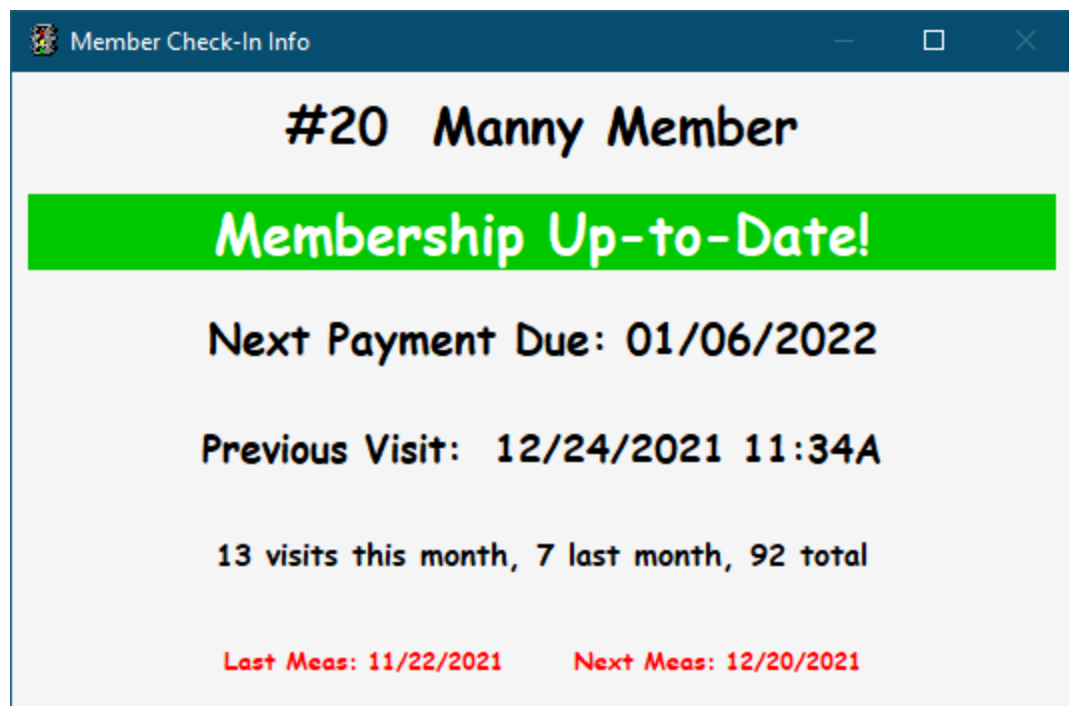 Member Check-In Info
#20 Manny Member
Membership Up-to-Date!
Next Payment Due: 01/06/2022
Previous Visit: 12/24/2021 11:34A
13 visits this month, 7 last month, 92 total
Last Meas: 11/22/2021 Next Meas: 12/20/2021